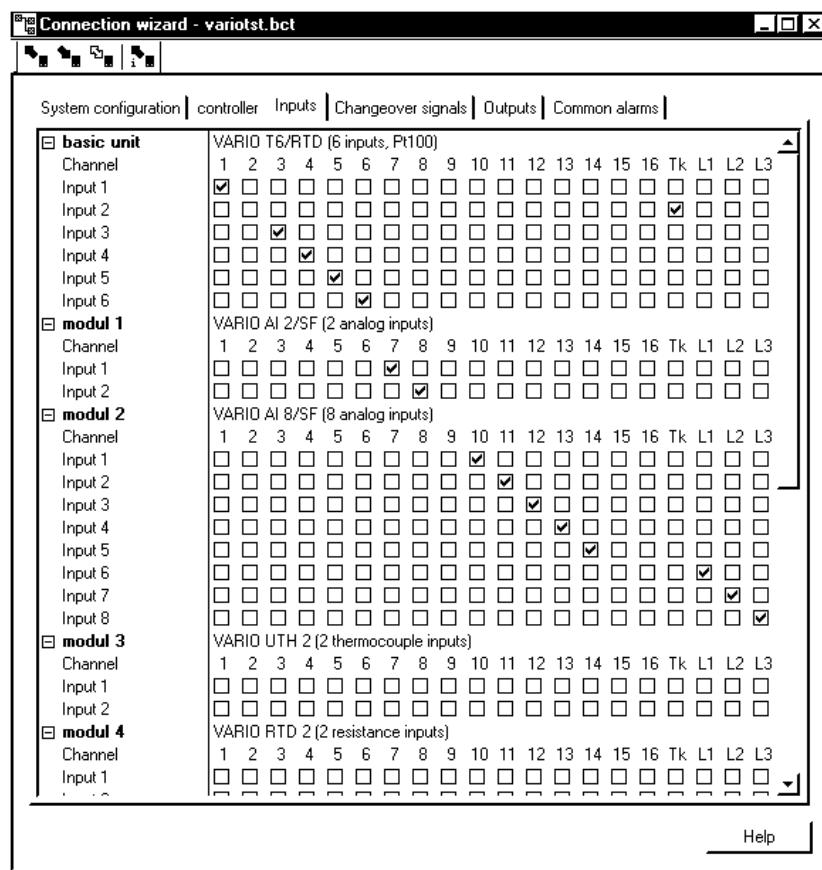 Connection wizard - variotst.bct
System configuration controller Inputs Changeover signals Outputs Common alarms
basic unit VARIO T6/RTD (6 inputs, Pt100)
Channel 1 2 3 4 5 6 7 8 9 10 11 12 13 14 15 16 Tk L1 L2 L3
Input 1
Input 2
Input 3
Input 4
Input 5
Input 6
modul 1 VARIO AI 2/SF (2 analog inputs)
Channel 1 2 3 4 5 6 7 8 9 10 11 12 13 14 15 16 Tk L1 L2 L3
Input 1
Input 2
modul 2 VARIO AI 8/SF (8 analog inputs)
Channel 1 2 3 4 5 6 7 8 9 10 11 12 13 14 15 16 Tk L1 L2 L3
Input 1
Input 2
Input 3
Input 4
Input 5
Input 6
Input 7
Input 8
modul 3 VARIO UTH 2 (2 thermocouple inputs)
Channel 1 2 3 4 5 6 7 8 9 10 11 12 13 14 15 16 Tk L1 L2 L3
Input 1
Input 2
modul 4 VARIO RTD 2 (2 resistance inputs)
Channel 1 2 3 4 5 6 7 8 9 10 11 12 13 14 15 16 Tk L1 L2 L3
Input 1
Help